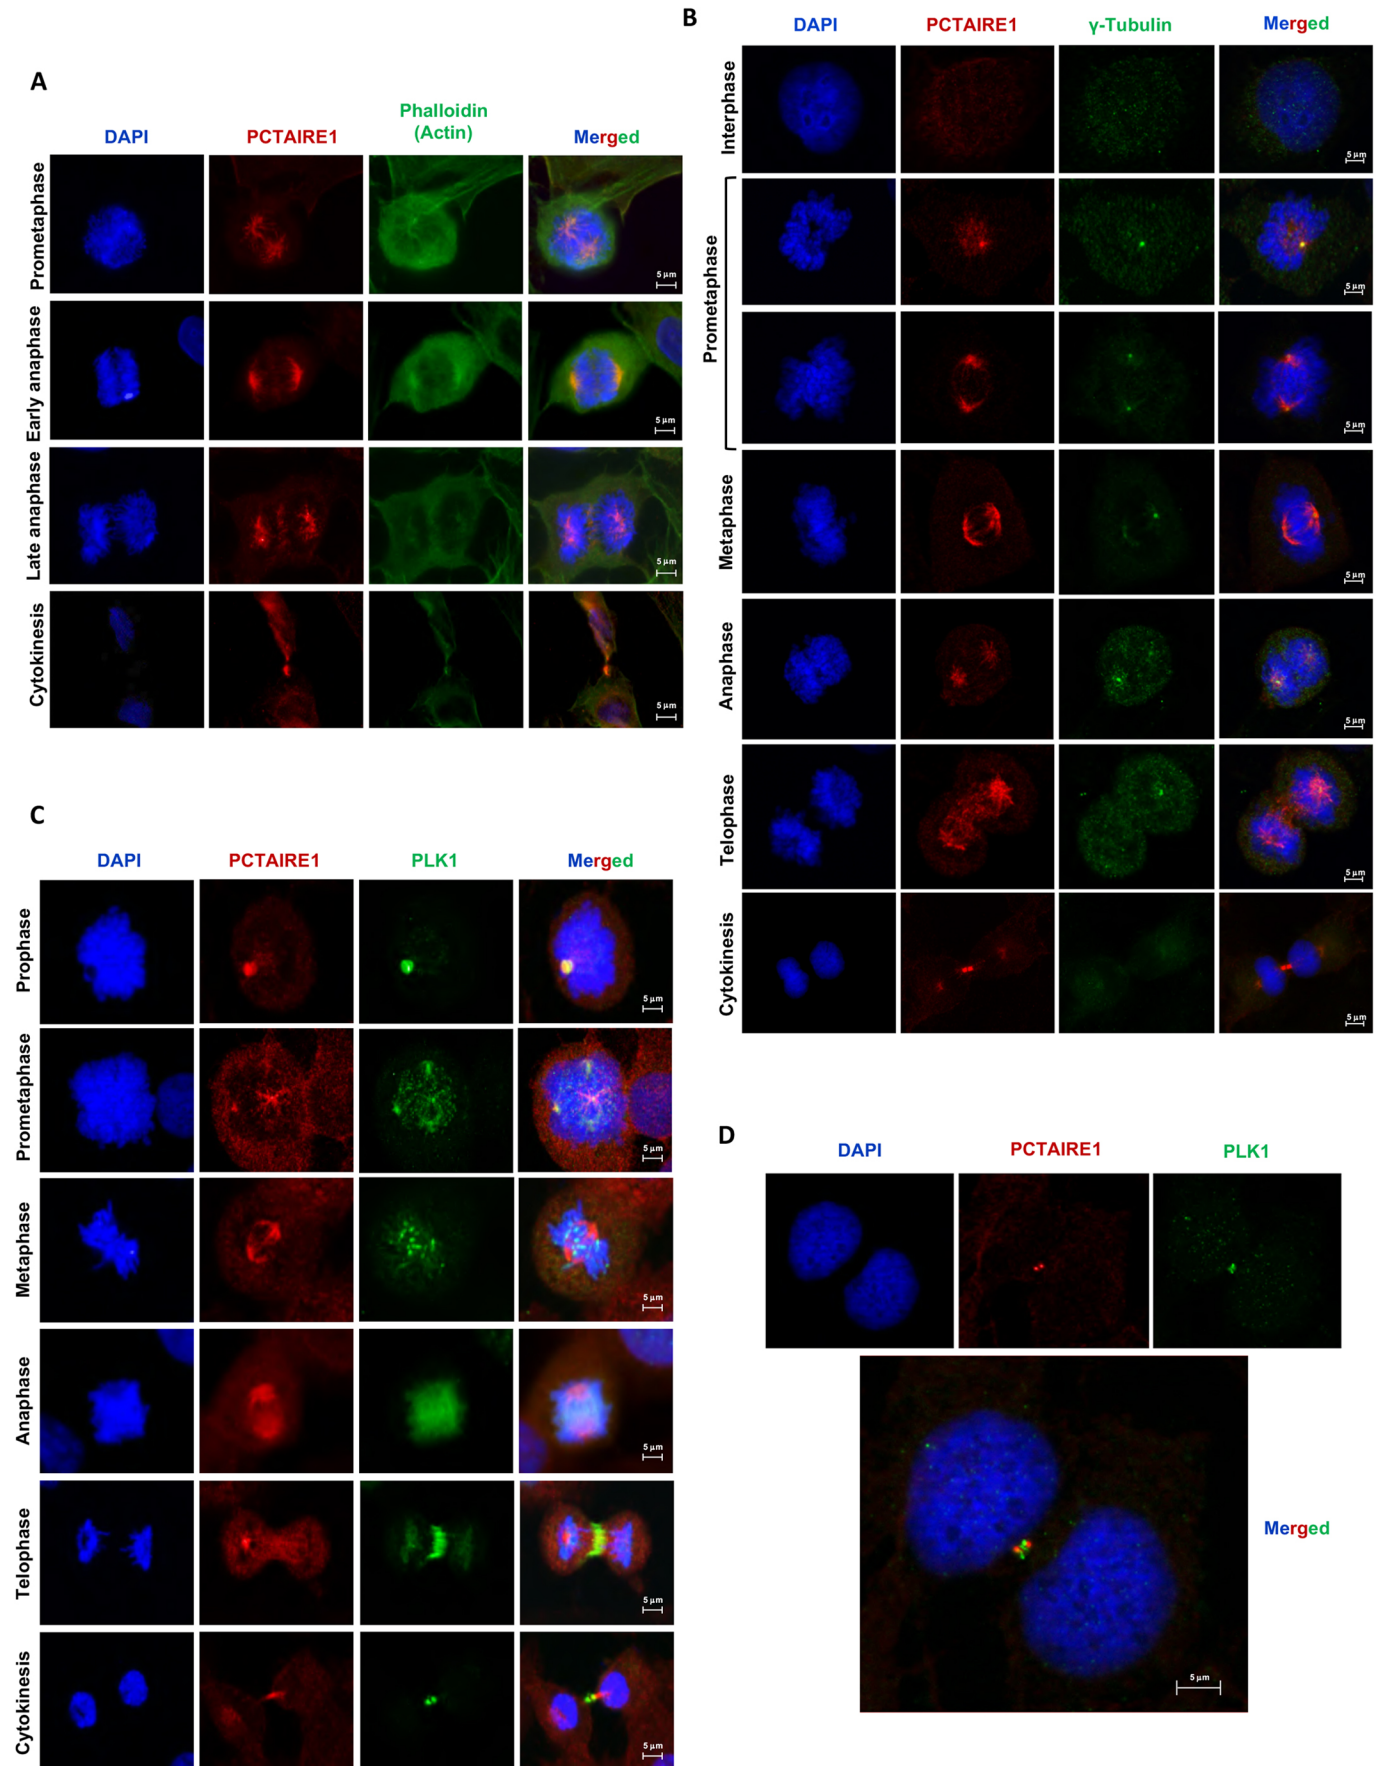 A
DAPI PCTAIRE1 Phalloidin (Actin) Merged
Prometaphase
5 µm
Early anaphase
5 µm
Late anaphase
5 µm
Cytokinesis
5 µm
B
DAPI PCTAIRE1 γ-Tubulin Merged
Interphase
5 µm
Prometaphase
5 µm
5 µm
Metaphase
5 µm
Anaphase
5 µm
Telophase
5 µm
Cytokinesis
5 µm
C
DAPI PCTAIRE1 PLK1 Merged
Prophase
5 µm
Prometaphase
5 µm
Metaphase
5 µm
Anaphase
5 µm
Telophase
5 µm
Cytokinesis
5 µm
D
DAPI PCTAIRE1 PLK1
Merged
5 µm